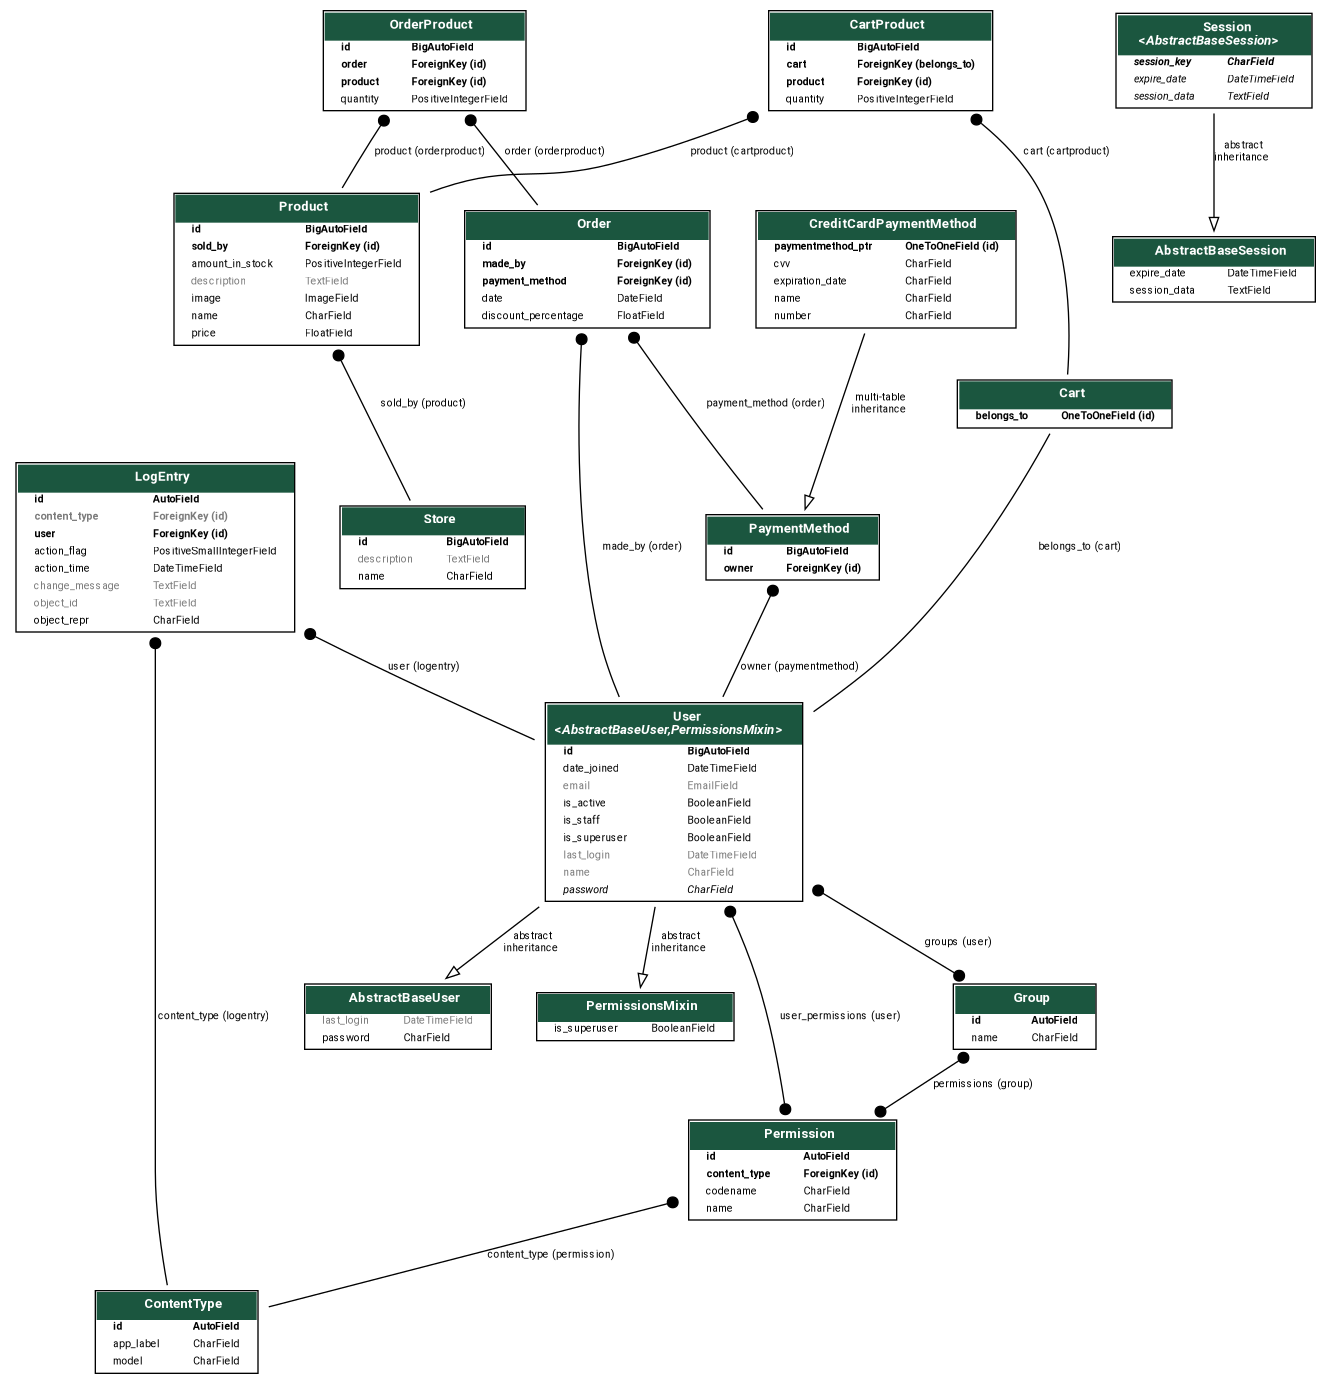 OrderProduct
id BigAutoField
order ForeignKey (id)
product ForeignKey (id)
quantity PositiveIntegerField
CartProduct
id BigAutoField
cart ForeignKey (belongs_to)
product ForeignKey (id)
quantity PositiveIntegerField
Session
<AbstractBaseSession>
session_key CharField
expire_date DateTimeField
session_data TextField
product (orderproduct)
order (orderproduct)
product (cartproduct)
cart (cartproduct)
abstract
inheritance
Product
id BigAutoField
sold_by ForeignKey (id)
amount_in_stock PositiveIntegerField
description TextField
image ImageField
name CharField
price FloatField
Order
id BigAutoField
made_by ForeignKey (id)
payment_method ForeignKey (id)
date DateField
discount_percentage FloatField
CreditCardPaymentMethod
paymentmethod_ptr OneToOneField (id)
cvv CharField
expiration_date CharField
name CharField
number CharField
AbstractBaseSession
expire_date DateTimeField
session_data TextField
sold_by (product)
payment_method (order)
multi-table
inheritance
Cart
belongs_to OneToOneField (id)
LogEntry
id AutoField
content_type ForeignKey (id)
user ForeignKey (id)
action_flag PositiveSmallIntegerField
action_time DateTimeField
change_message TextField
object_id TextField
object_repr CharField
Store
id BigAutoField
description TextField
name CharField
made_by (order)
PaymentMethod
id BigAutoField
owner ForeignKey (id)
belongs_to (cart)
user (logentry)
owner (paymentmethod)
User
<AbstractBaseUser,PermissionsMixin>
id BigAutoField
date_joined DateTimeField
email EmailField
is_active BooleanField
is_staff BooleanField
is_superuser BooleanField
last_login DateTimeField
name CharField
password CharField
abstract
inheritance
abstract
inheritance
groups (user)
AbstractBaseUser
last_login DateTimeField
password CharField
PermissionsMixin
is_superuser BooleanField
Group
id AutoField
name CharField
content_type (logentry)
user_permissions (user)
permissions (group)
Permission
id AutoField
content_type ForeignKey (id)
codename CharField
name CharField
content_type (permission)
ContentType
id AutoField
app_label CharField
model CharField